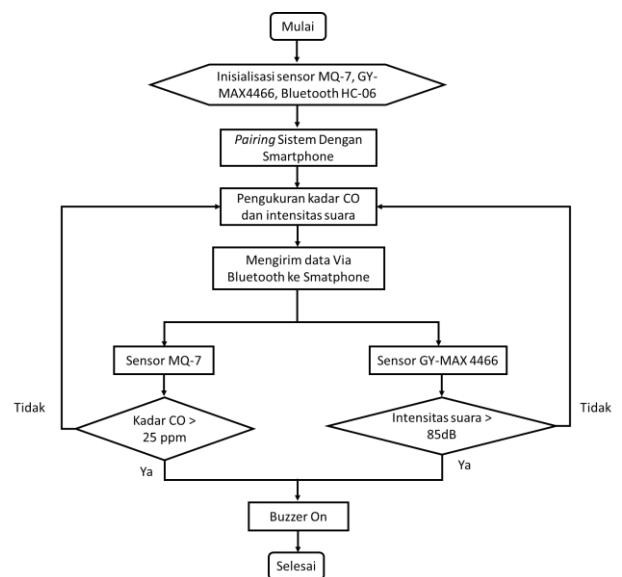 Mulai
Inisialisasi sensor MQ-7, GY-
MAX4466, Bluetooth HC-06
Pairing Sistem Dengan
Smartphone
Pengukuran kadar CO
dan intensitas suara
Mengirim data Via
Bluetooth ke Smatphone
Sensor MQ-7
Sensor GY-MAX 4466
Tidak
Kadar CO >
25 ppm
Intensitas suara >
85dB
Tidak
Ya
Ya
Buzzer On
Selesai